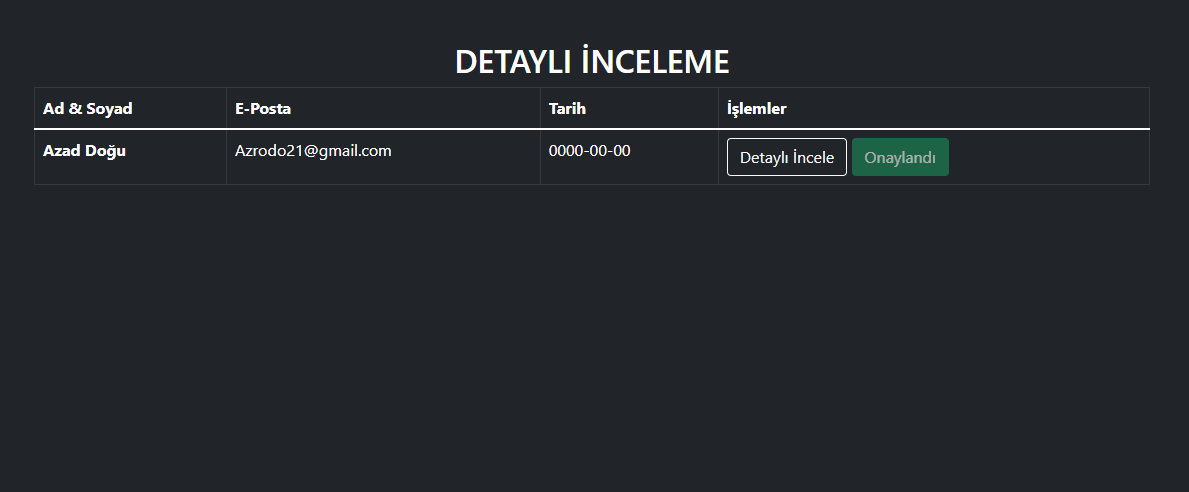 DETAYLI İNCELEME
Ad & Soyad E-Posta Tarih İşlemler
Azad Doğu Azrodo21@gmail.com 0000-00-00 Detaylı İncele Onaylandı